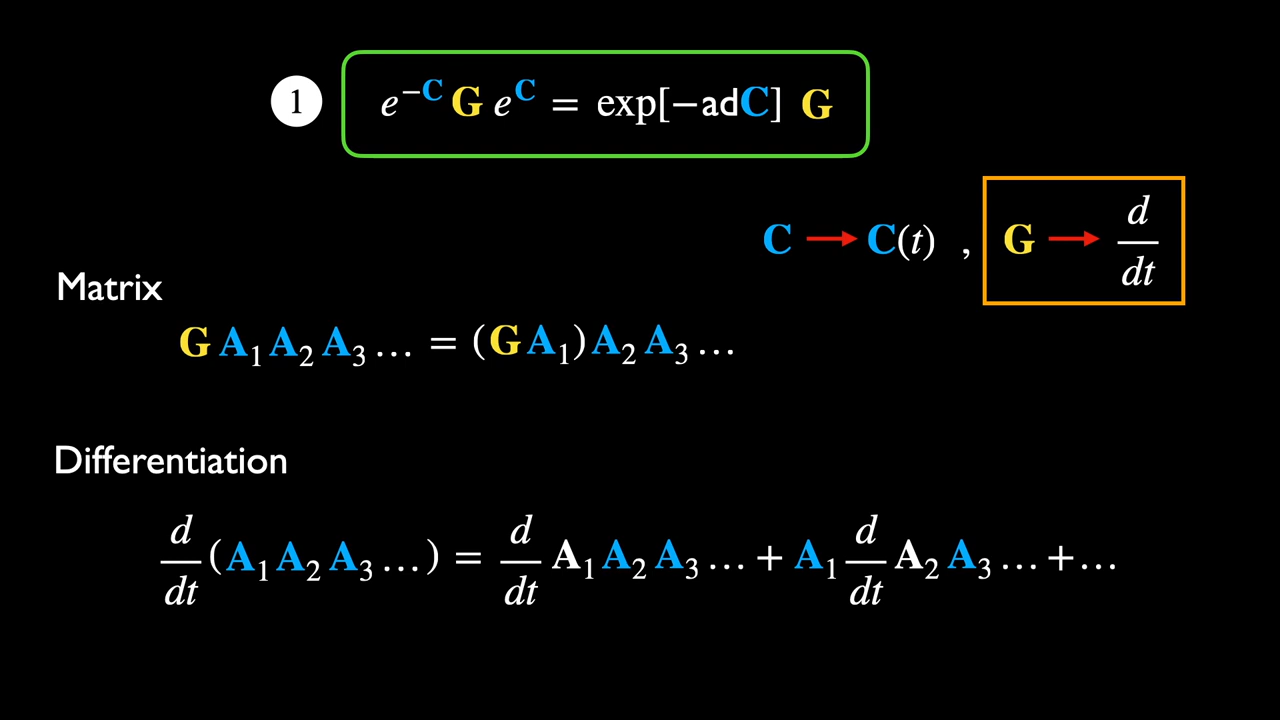 1 e^{−C} G e^{C} = exp[−adC] G
C → C(t) , G → d/dt
Matrix
G A₁ A₂ A₃ … = (G A₁) A₂ A₃ …
Differentiation
d/dt (A₁ A₂ A₃ …) = d/dt A₁ A₂ A₃ … + A₁ d/dt A₂ A₃ … + …